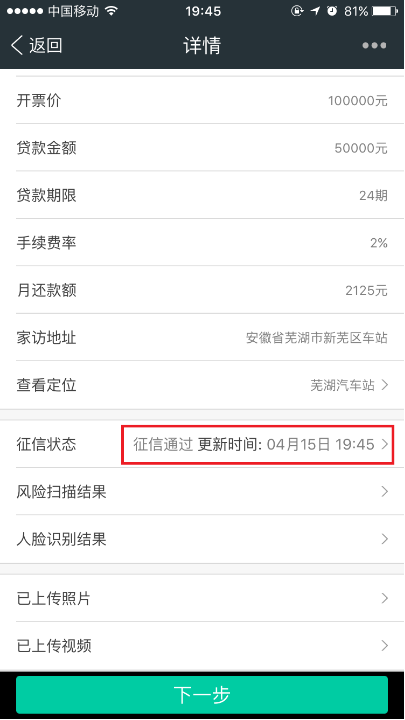 中国移动 19:45 81%
返回 详情
开票价 100000元
贷款金额 50000元
贷款期限 24期
手续费率 2%
月还款额 2125元
家访地址 安徽省芜湖市新芜区车站
查看定位 芜湖汽车站
征信状态 征信通过 更新时间: 04月15日 19:45
风险扫描结果
人脸识别结果
已上传照片
已上传视频
下一步